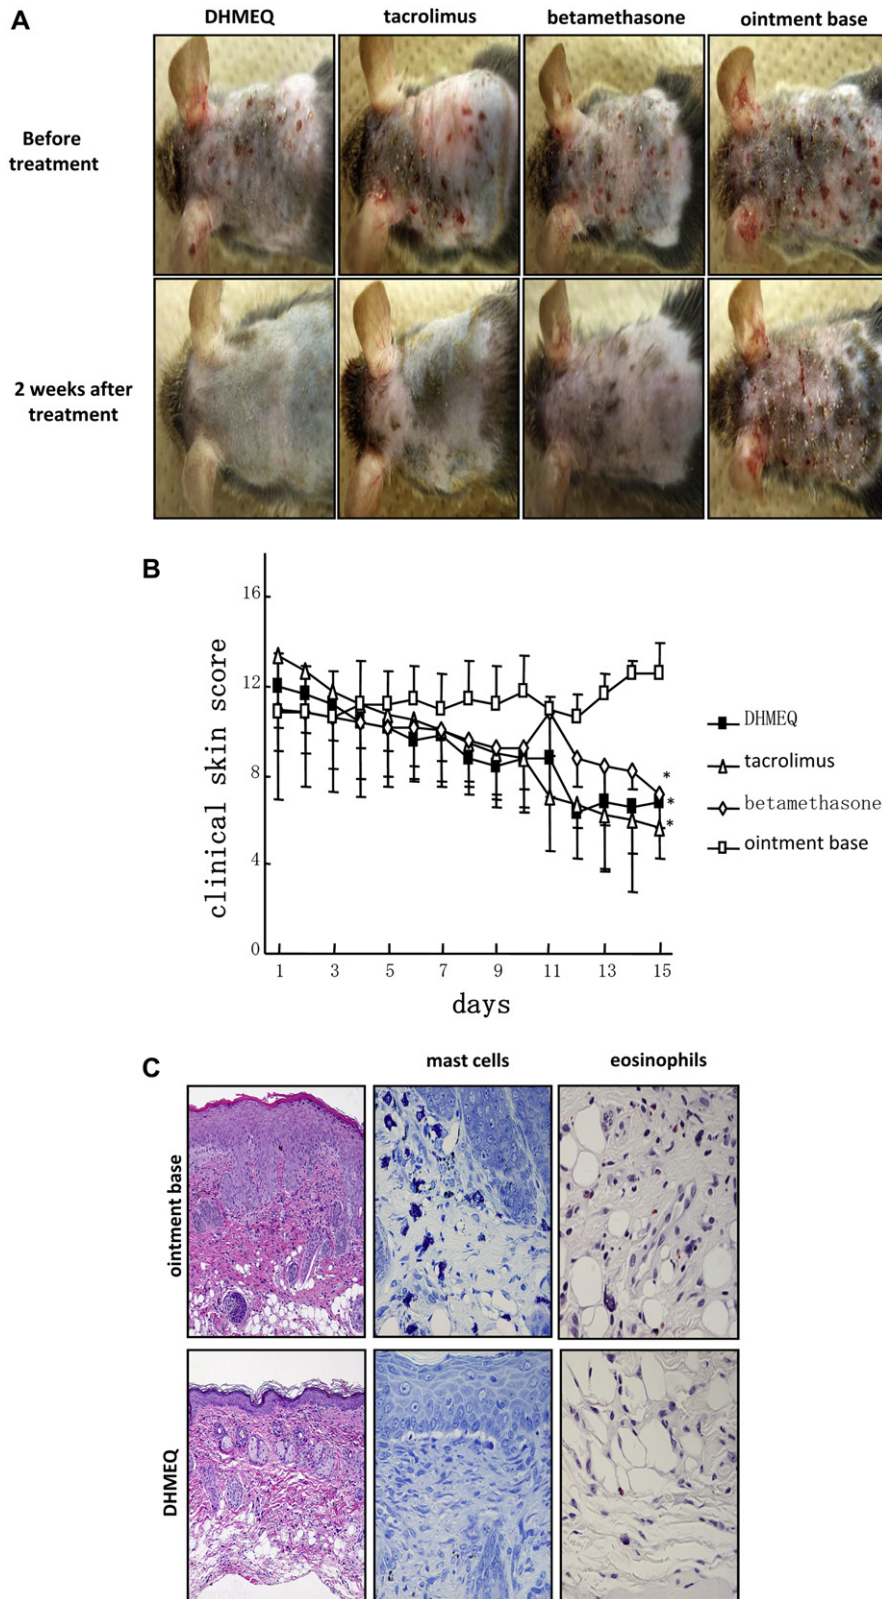 A
DHMEQ
tacrolimus
betamethasone
ointment base
Before
treatment
2 weeks after
treatment
B
clinical skin score
16
12
8
4
0
1
3
5
7
9
11
13
15
days
*
*
*
DHMEQ
tacrolimus
betamethasone
ointment base
C
mast cells
eosinophils
ointment base
DHMEQ